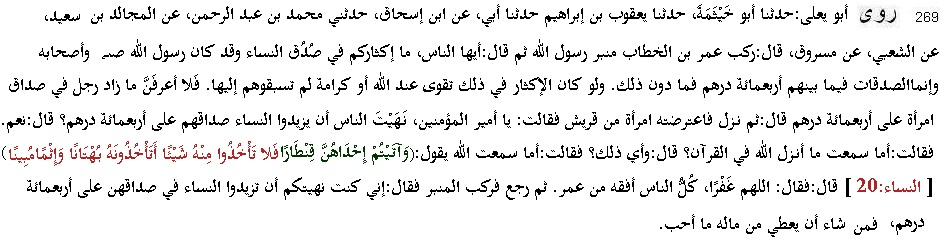 269 روى أبو يعلى:حدثنا أبو خَيْثَمَةَ، حدثنا يعقوب بن إبراهيم حدثنا أبي، عن ابن إسحاق، حدثني محمد بن عبد الرحمن، عن المجالد بن سعيد،
عن الشعبي، عن مسروق، قال:ركب عمر بن الخطاب منبر رسول الله ثم قال:أيها الناس، ما إكثاركم في صُدُق النساء وقد كان رسول الله صـ وأصحابه
وإنماالصدقات فيما بينهم أربعمائة درهم فما دون ذلك. ولو كان الإكثار في ذلك تقوى عند الله أو كرامة لم تسبقوهم إليها. فَلا أعرفَنَّ ما زاد رجل في صداق
امرأة على أربعمائة درهم قال:ثم نزل فاعترضته امرأة من قريش فقالت: يا أمير المؤمنين، نَهَيْتَ الناس أن يزيدوا النساء صداقهم على أربعمائة درهم؟ قال:نعم.
فقالت:أما سمعت ما أنزل الله في القرآن؟ قال:وأي ذلك؟ فقالت:أما سمعت الله يقول:(وَآتَيْتُمْ إِحْدَاهُنَّ قِنْطَارًا فَلا تَأْخُذُوا مِنْهُ شَيْئًا أَتَأْخُذُونَهُ بُهْتَانًا وَإِثْمًامُبِينًا)
[ النساء:20 ] قال:فقال: اللهم غَفْرًا، كُلُّ الناس أفقه من عمر. ثم رجع فركب المنبر فقال:إني كنت نهيتكم أن تزيدوا النساء في صداقهن على أربعمائة
درهم، فمن شاء أن يعطي من ماله ما أحب.